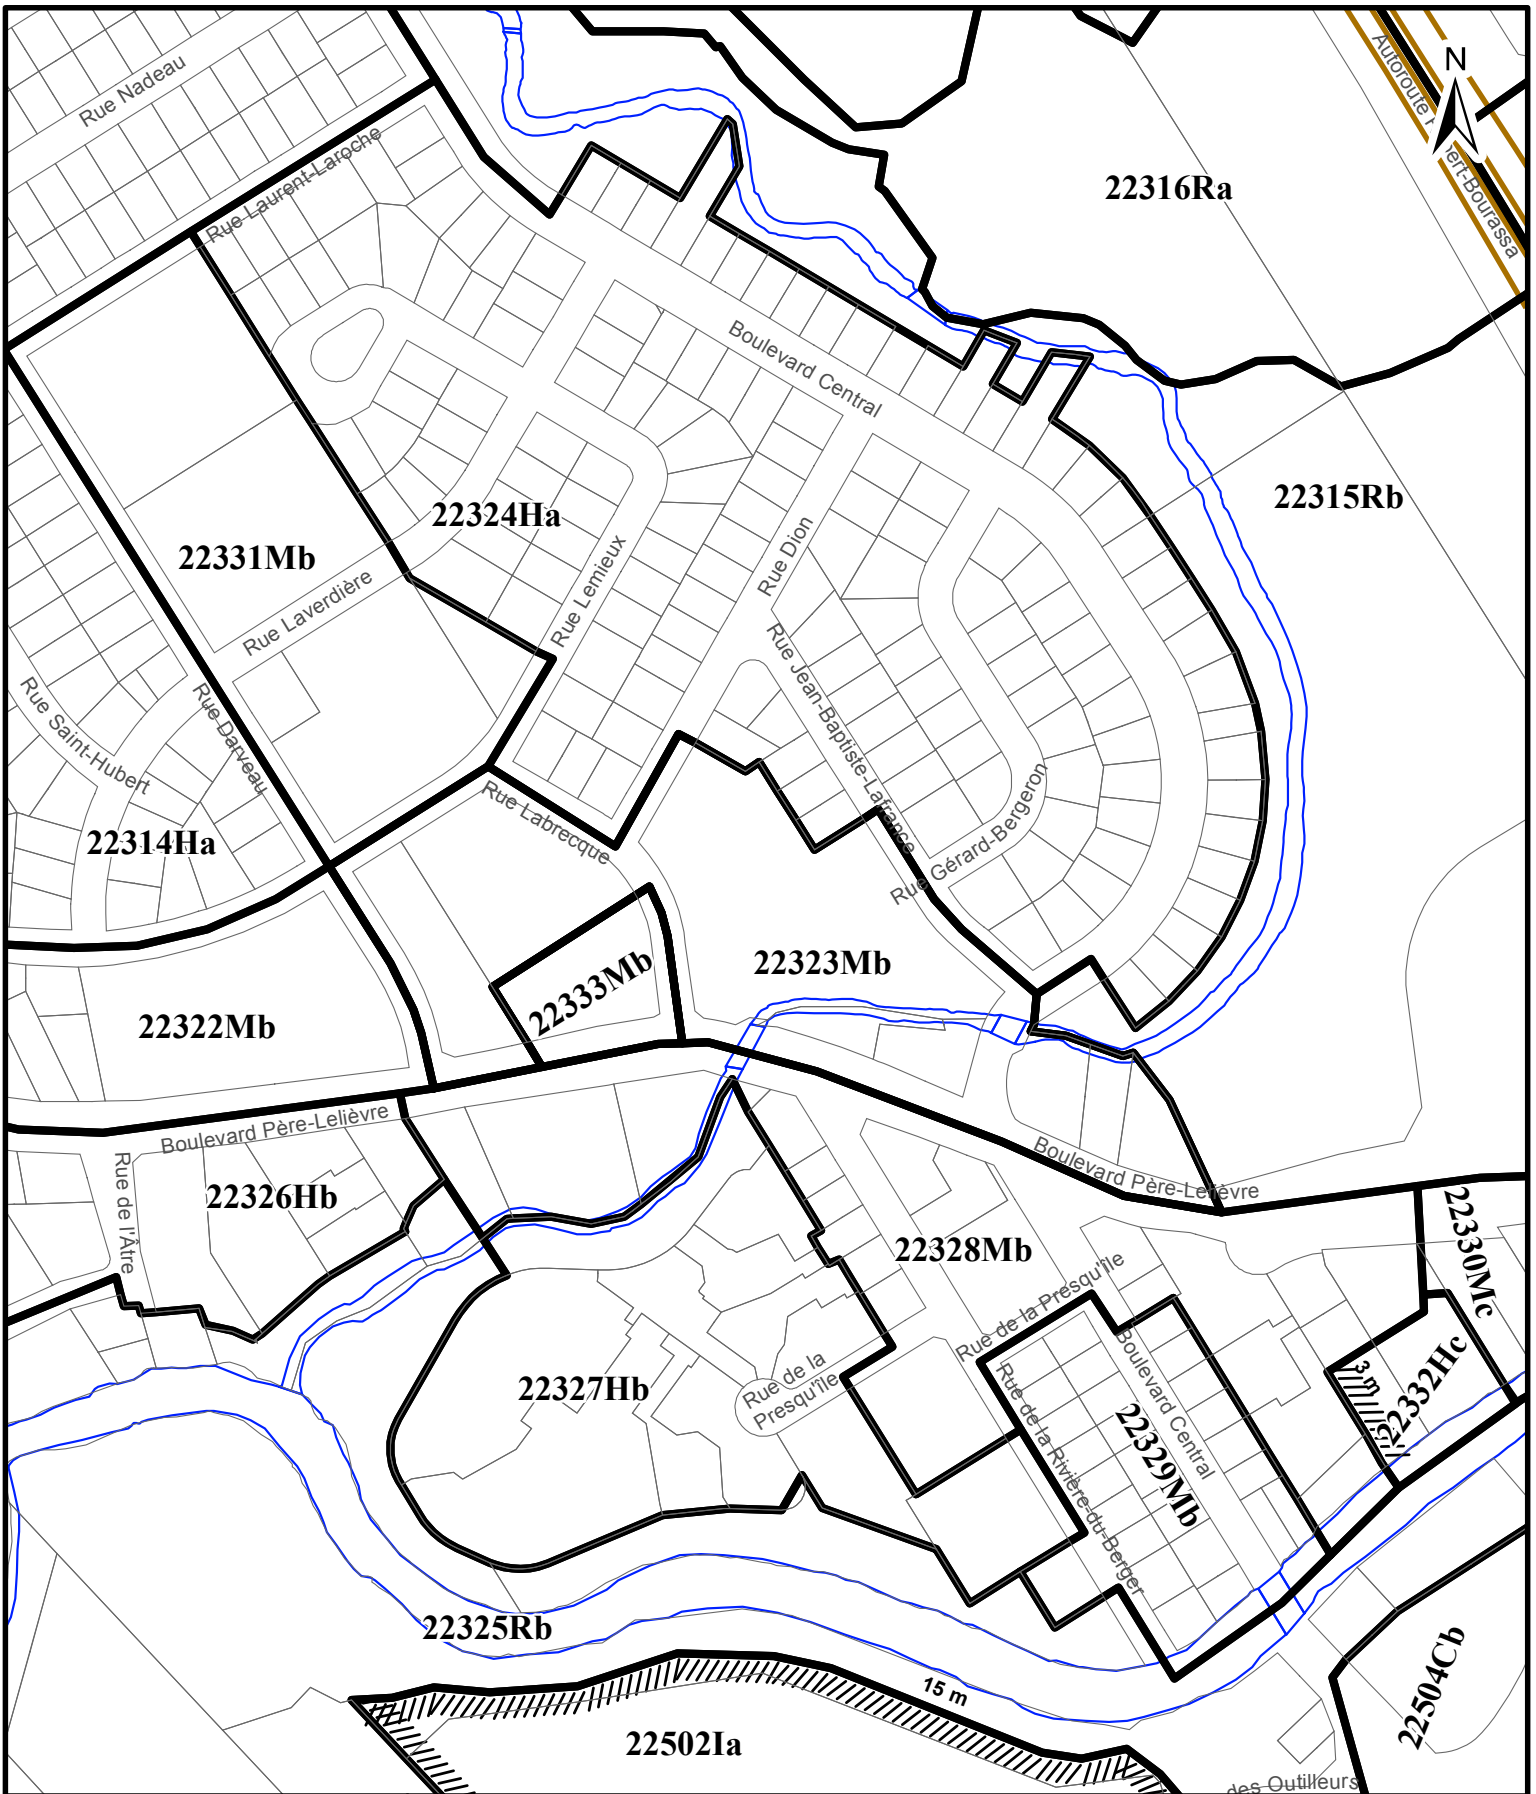 Rue Nadeau
Autoroute
ert-Bourassa
N
Rue Laurent-Laroche
22316Ra
Boulevard Central
22315Rb
22324Ha
22331Mb
Rue Laverdière
Rue Lemieux
Rue Dion
Rue Jean-Baptiste-Lafrance
Rue Gérard-Bergeron
Rue Saint-Hubert
Rue Darveau
Rue Labrecque
22314Ha
22333Mb
22323Mb
22322Mb
Boulevard Père-Lelièvre
Boulevard Père-Lelièvre
Rue de l'Âtre
22326Hb
22328Mb
22330Mc
Rue de la Presqu'île
22327Hb
Rue de la
Presqu'île
Rue de la Rivière-du-Berger
Boulevard Central
22329Mb
3 m
22332Hc
22325Rb
15 m
22504Cb
22502Ia
des Outilleurs